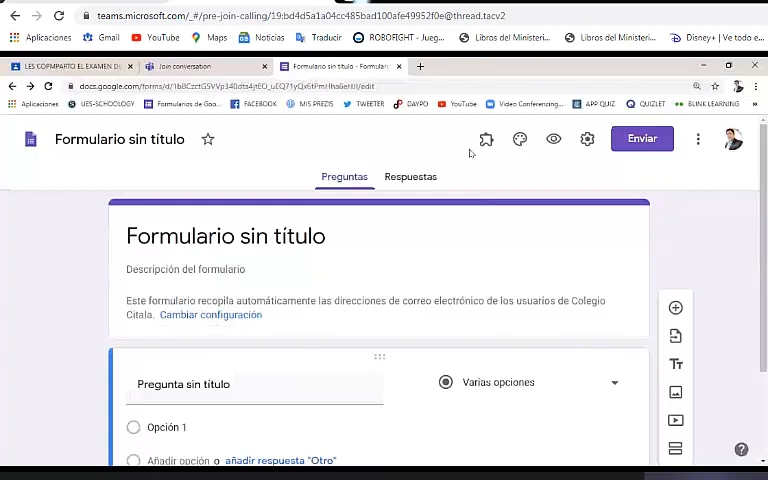 teams.microsoft.com/_#/pre-join-calling/19:bd4d5a1a04cc485bad100afe49952f0e@thread.tacv2
Aplicaciones Gmail YouTube Maps Noticias Traducir ROBOFIGHT - Jueg... Libros del Ministeri... Libros del Ministeri... Disney+ | Ve todo e
LES COPMPARTO EL EXAMEN DE Join conversation Formulario sin título - Formulario
Aplicaciones UES-SCHOOLOGY Formularios de Goo... FACEBOOK MIS PREZIS TWEETER DAYPO YouTube Video Conferencing... APP QUIZ QUIZLET BLINK LEARNING
Formulario sin título Enviar
Preguntas Respuestas
Formulario sin título
Descripción del formulario
Este formulario recopila automáticamente las direcciones de correo electrónico de los usuarios de Colegio
Citala. Cambiar configuración
Pregunta sin título Varias opciones
Opción 1
Añadir opción o añadir respuesta "Otro"